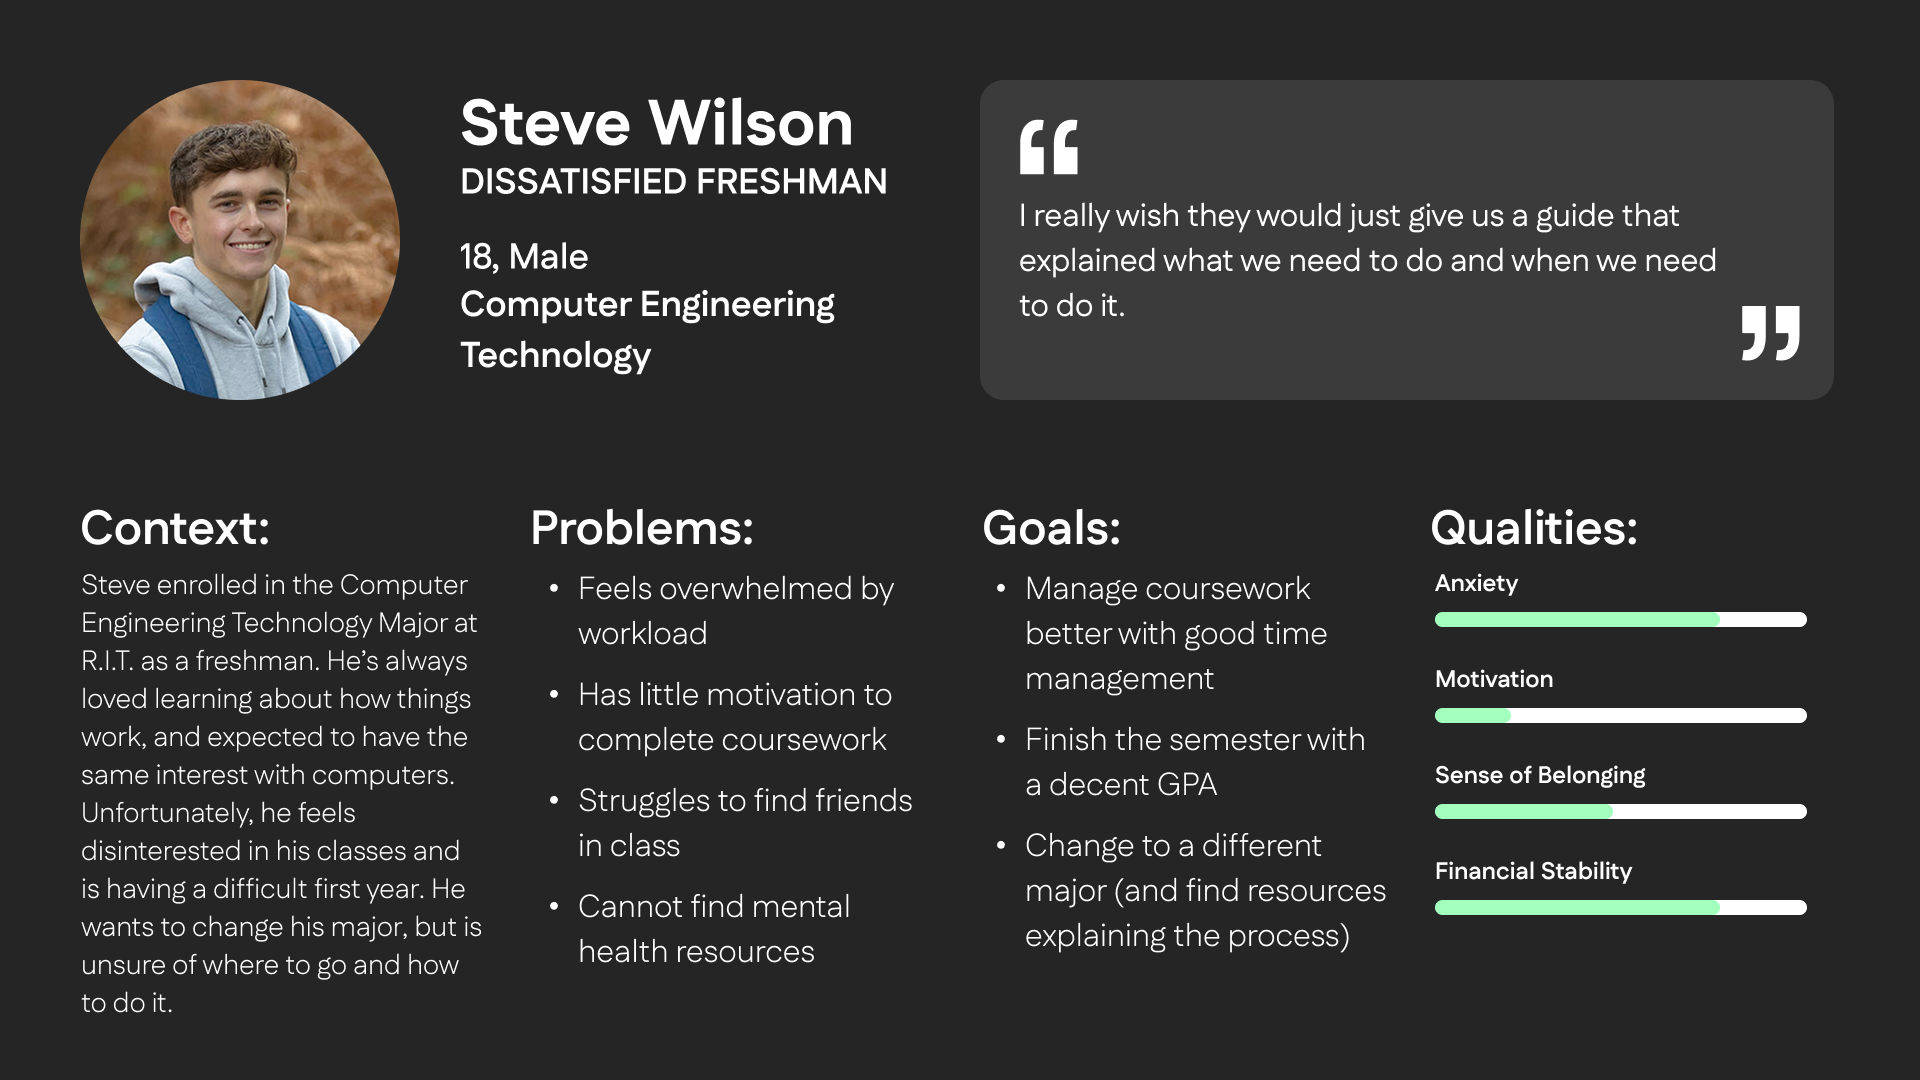 Steve Wilson
DISSATISFIED FRESHMAN
18, Male
Computer Engineering
Technology
“
I really wish they would just give us a guide that
explained what we need to do and when we need
to do it.
”
Context:
Steve enrolled in the Computer
Engineering Technology Major at
R.I.T. as a freshman. He’s always
loved learning about how things
work, and expected to have the
same interest with computers.
Unfortunately, he feels
disinterested in his classes and
is having a difficult first year. He
wants to change his major, but is
unsure of where to go and how
to do it.
Problems:
• Feels overwhelmed by
workload
• Has little motivation to
complete coursework
• Struggles to find friends
in class
• Cannot find mental
health resources
Goals:
• Manage coursework
better with good time
management
• Finish the semester with
a decent GPA
• Change to a different
major (and find resources
explaining the process)
Qualities:
Anxiety
Motivation
Sense of Belonging
Financial Stability